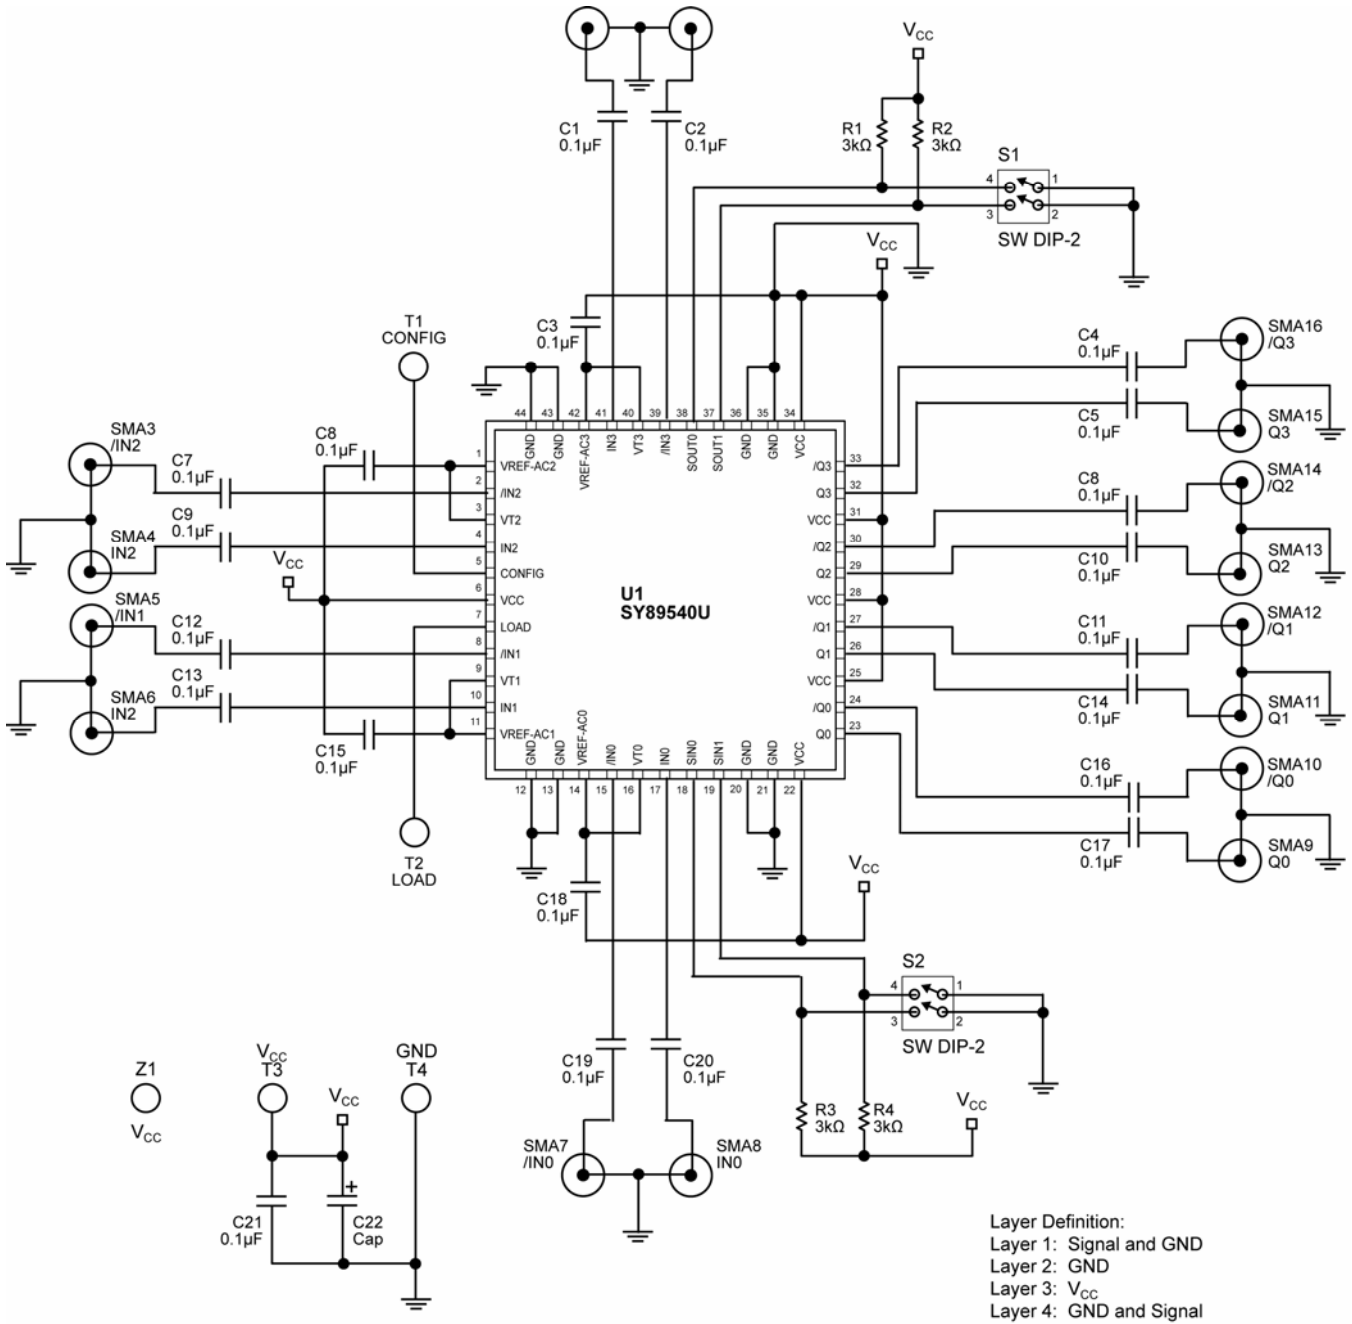 VCC
C1
0.1µF
C2
0.1µF
R1
3kΩ
R2
3kΩ
S1
4
1
3
2
SW DIP-2
VCC
C3
0.1µF
T1
CONFIG
C4
0.1µF
SMA16
/Q3
C5
0.1µF
SMA15
Q3
44
43
42
41
40
39
38
37
36
35
34
GND
GND
VREF-AC3
IN3
VT3
/IN3
SOUT0
SOUT1
GND
GND
VCC
SMA3
/IN2
C7
0.1µF
C8
0.1µF
C9
0.1µF
SMA4
IN2
VCC
SMA5
/IN1
C12
0.1µF
C13
0.1µF
SMA6
IN2
C15
0.1µF
1
VREF-AC2
2
/IN2
3
VT2
4
IN2
5
CONFIG
6
VCC
7
LOAD
8
/IN1
9
VT1
10
IN1
11
VREF-AC1
U1
SY89540U
/Q3
33
Q3
32
VCC
31
/Q2
30
Q2
29
VCC
28
/Q1
27
Q1
26
VCC
25
/Q0
24
Q0
23
C8
0.1µF
SMA14
/Q2
C10
0.1µF
SMA13
Q2
C11
0.1µF
SMA12
/Q1
C14
0.1µF
SMA11
Q1
C16
0.1µF
SMA10
/Q0
C17
0.1µF
SMA9
Q0
GND
GND
VREF-AC0
/IN0
VT0
IN0
SIN0
SIN1
GND
GND
VCC
12
13
14
15
16
17
18
19
20
21
22
T2
LOAD
C18
0.1µF
VCC
S2
4
1
3
2
SW DIP-2
C19
0.1µF
C20
0.1µF
R3
3kΩ
R4
3kΩ
VCC
SMA7
/IN0
SMA8
IN0
Z1
VCC
VCC
T3
VCC
GND
T4
C21
0.1µF
+
C22
Cap
Layer Definition:
Layer 1: Signal and GND
Layer 2: GND
Layer 3: VCC
Layer 4: GND and Signal